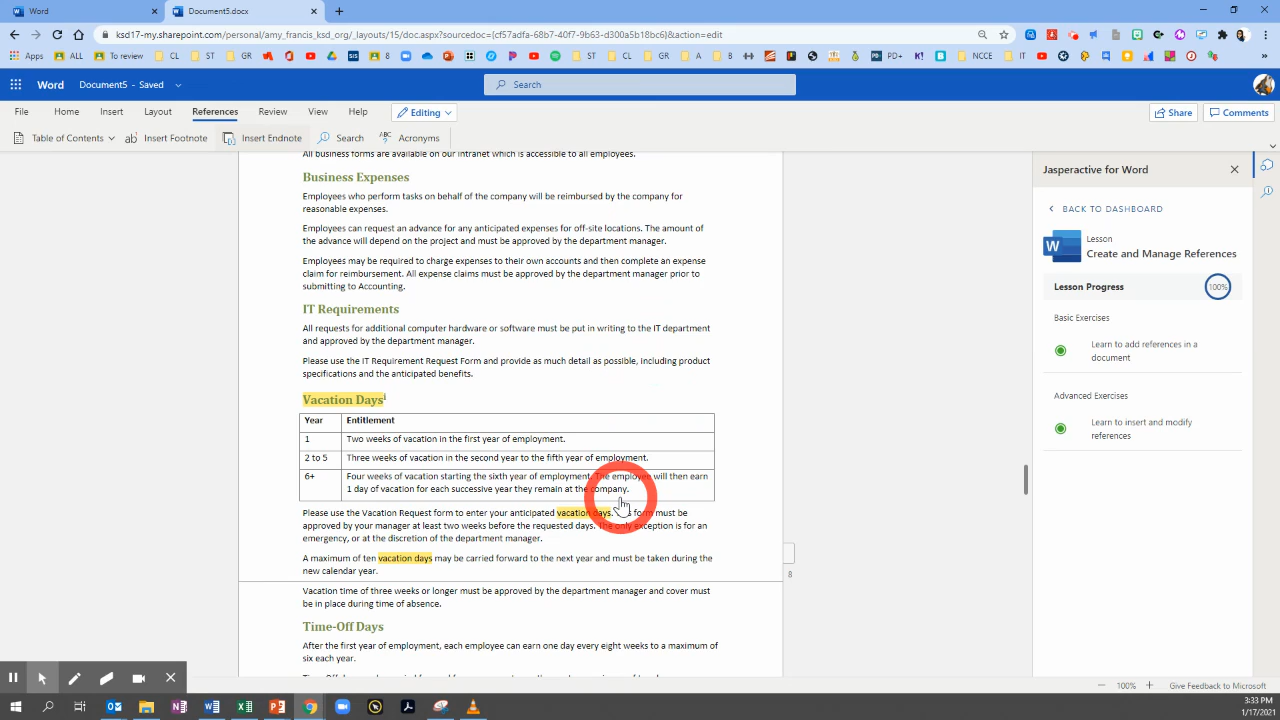 Word
Document5.docx
ksd17-my.sharepoint.com/personal/amy_francis_ksd_org/_layouts/15/doc.aspx?sourcedoc={cf57adfa-68b7-40f7-9b63-d300a5b18bc6}&action=edit
Apps ALL To review CL ST GR SIS 8 ST CL GR A B PD+ NCCE IT
Word Document5 - Saved Search
File Home Insert Layout References Review View Help Editing Share Comments
Table of Contents Insert Footnote Insert Endnote Search Acronyms
All business forms are available on our intranet which is accessible to all employees.
Business Expenses
Employees who perform tasks on behalf of the company will be reimbursed by the company for
reasonable expenses.
Employees can request an advance for any anticipated expenses for off-site locations. The amount of
the advance will depend on the project and must be approved by the department manager.
Employees may be required to charge expenses to their own accounts and then complete an expense
claim for reimbursement. All expense claims must be approved by the department manager prior to
submitting to Accounting.
IT Requirements
All requests for additional computer hardware or software must be put in writing to the IT department
and approved by the department manager.
Please use the IT Requirement Request Form and provide as much detail as possible, including product
specifications and the anticipated benefits.
Vacation Days i
Year Entitlement
1 Two weeks of vacation in the first year of employment.
2 to 5 Three weeks of vacation in the second year to the fifth year of employment.
6+ Four weeks of vacation starting the sixth year of employment. The employee will then earn
1 day of vacation for each successive year they remain at the company.
Please use the Vacation Request form to enter your anticipated vacation days. form must be
approved by your manager at least two weeks before the requested days. The only exception is for an
emergency, or at the discretion of the department manager.
A maximum of ten vacation days may be carried forward to the next year and must be taken during the
new calendar year.
8
Vacation time of three weeks or longer must be approved by the department manager and cover must
be in place during time of absence.
Time-Off Days
After the first year of employment, each employee can earn one day every eight weeks to a maximum of
six each year.
Jasperactive for Word
BACK TO DASHBOARD
Lesson
Create and Manage References
Lesson Progress 100%
Basic Exercises
Learn to add references in a
document
Advanced Exercises
Learn to insert and modify
references
100% Give Feedback to Microsoft
3:33 PM
1/17/2021